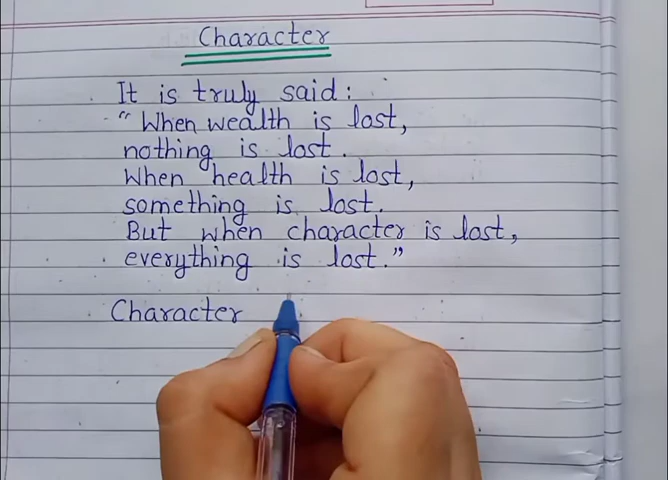 Character
It is truly said:
“When wealth is lost,
nothing is lost.
When health is lost,
something is lost.
But when character is lost,
everything is lost.”
Character